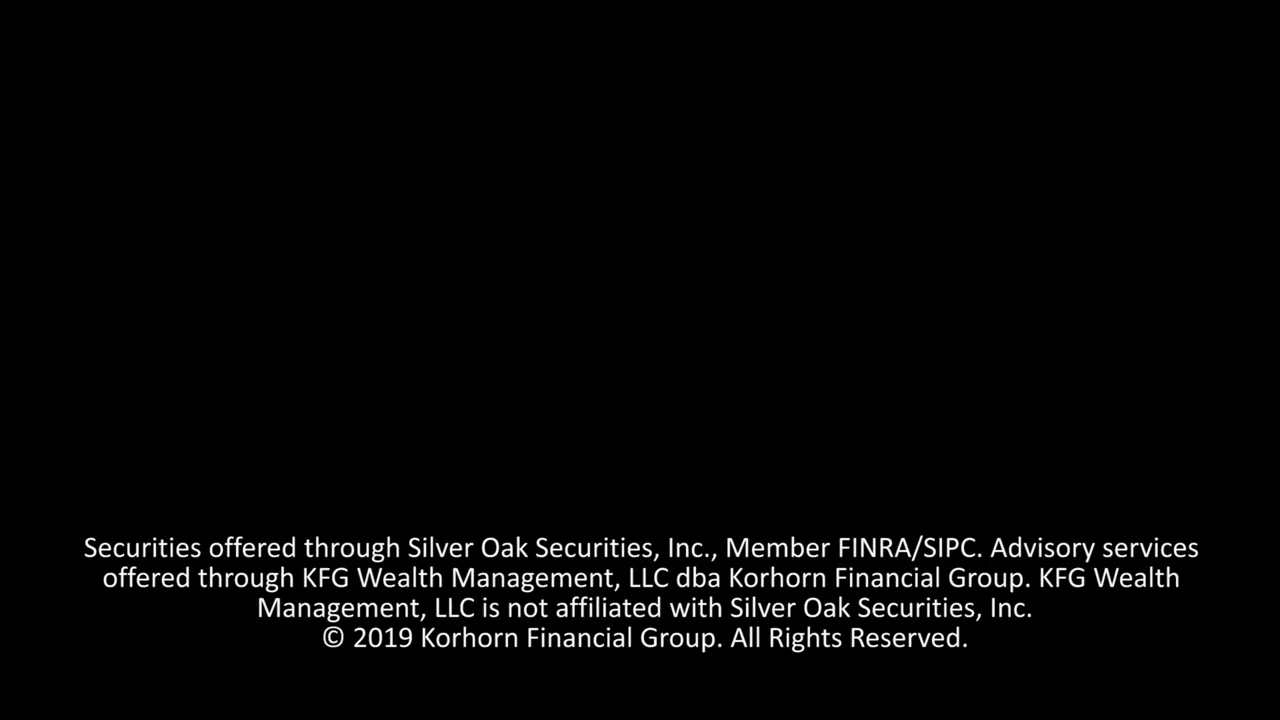 Securities offered through Silver Oak Securities, Inc., Member FINRA/SIPC. Advisory services
offered through KFG Wealth Management, LLC dba Korhorn Financial Group. KFG Wealth
Management, LLC is not affiliated with Silver Oak Securities, Inc.
© 2019 Korhorn Financial Group. All Rights Reserved.